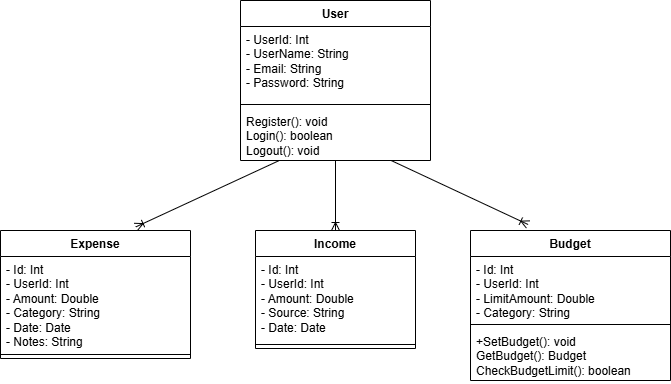 User
- UserId: Int
- UserName: String
- Email: String
- Password: String
Register(): void
Login(): boolean
Logout(): void
Expense
- Id: Int
- UserId: Int
- Amount: Double
- Category: String
- Date: Date
- Notes: String
Income
- Id: Int
- UserId: Int
- Amount: Double
- Source: String
- Date: Date
Budget
- Id: Int
- UserId: Int
- LimitAmount: Double
- Category: String
+SetBudget(): void
GetBudget(): Budget
CheckBudgetLimit(): boolean